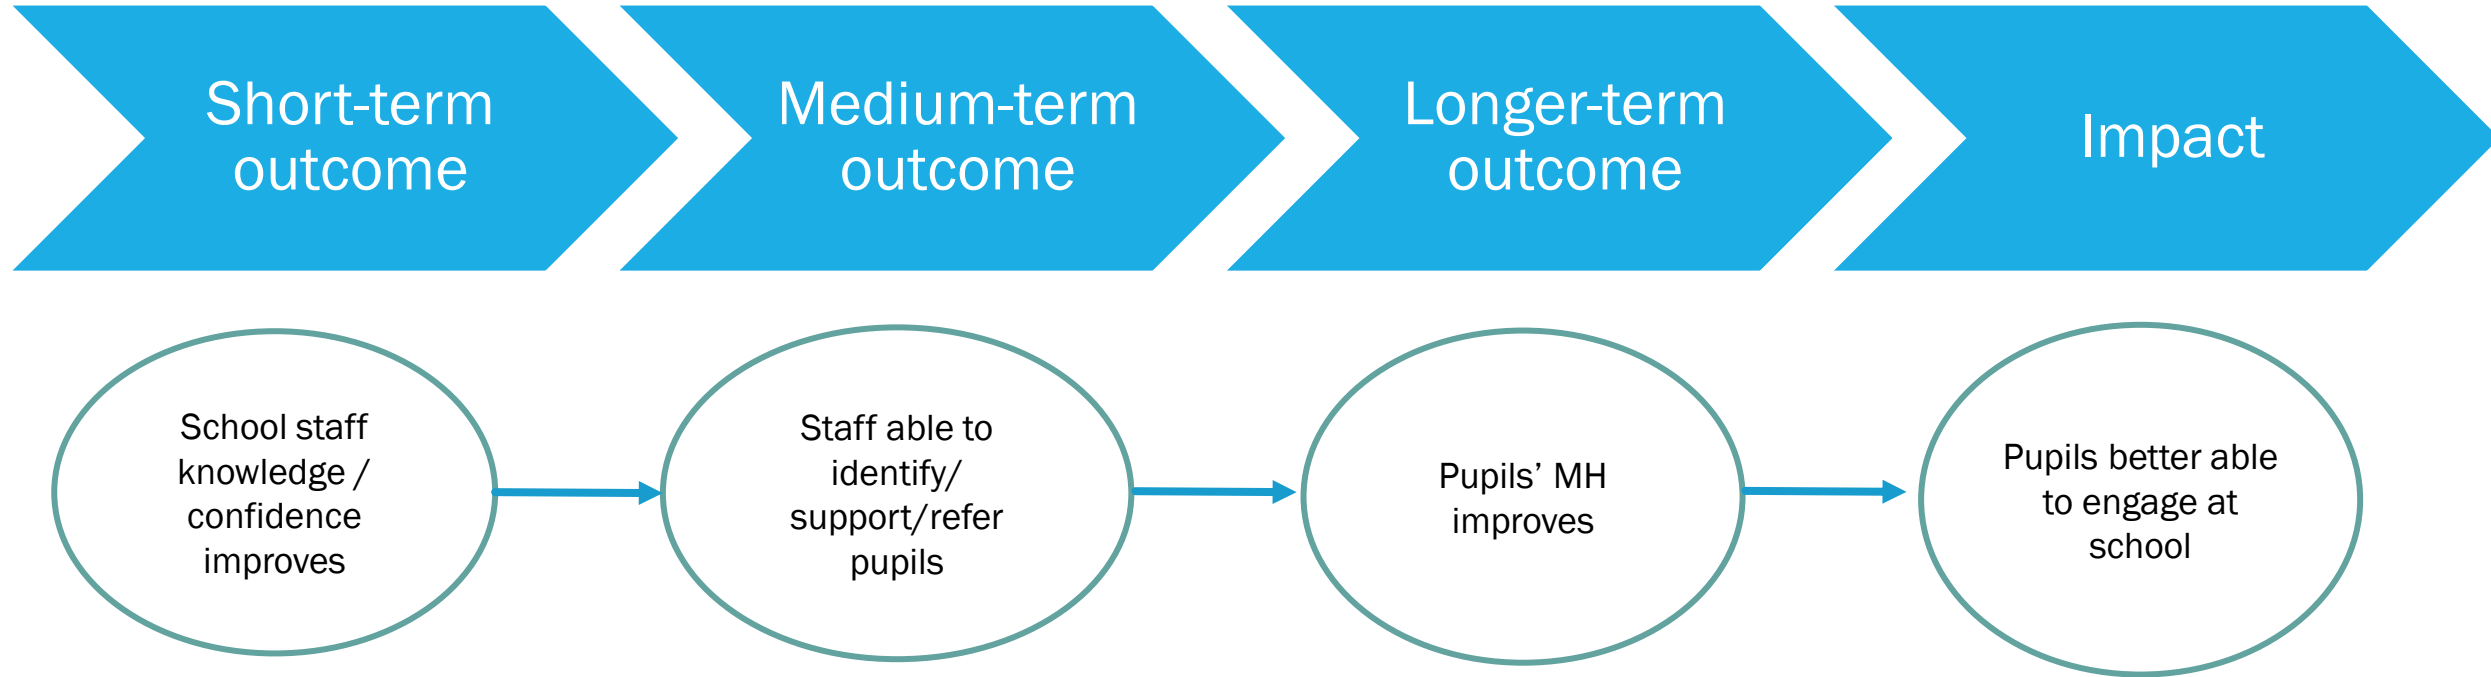 Short-term
outcome
Medium-term
outcome
Longer-term
outcome
Impact
School staff
knowledge /
confidence
improves
Staff able to
identify/
support/refer
pupils
Pupils’ MH
improves
Pupils better able
to engage at
school